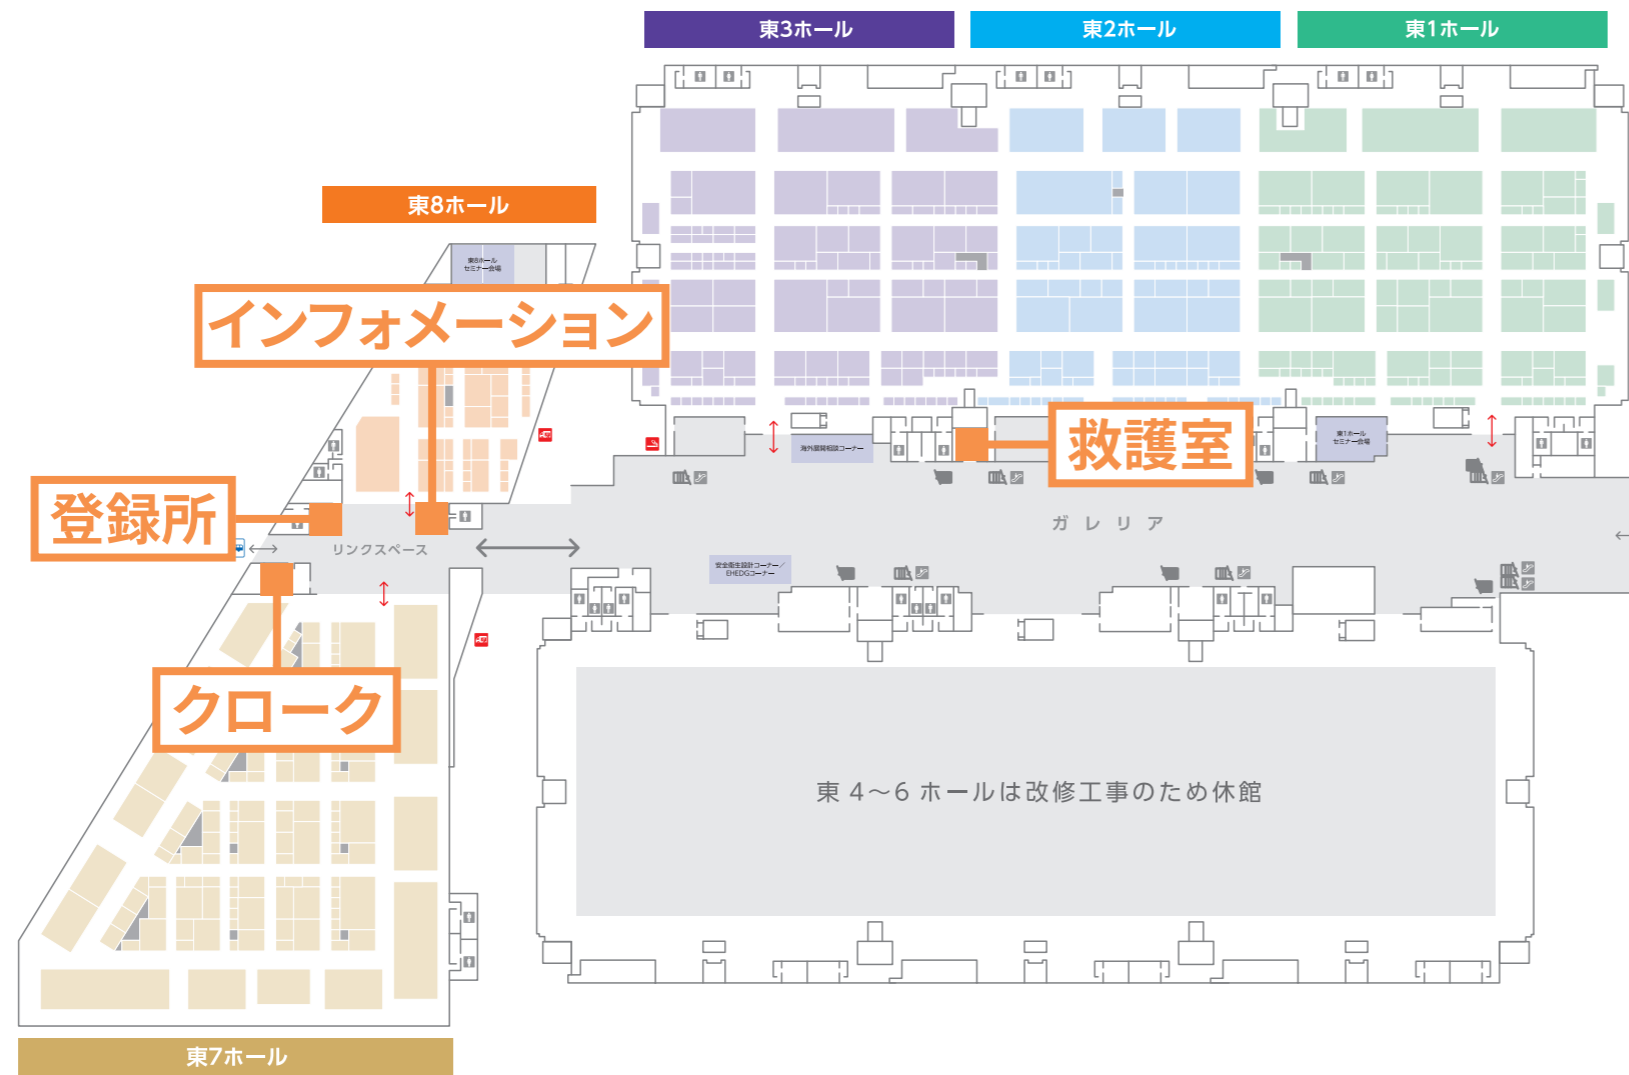 東3ホール
東2ホール
東1ホール
東8ホール
東8ホール
セミナー会場
インフォメーション
救護室
東1ホール
セミナー会場
海外展開相談コーナー
登録所
リンクスペース
ガレリア
安全衛生設計コーナー／
EHEDGコーナー
クローク
東4～6ホールは改修工事のため休館
東7ホール